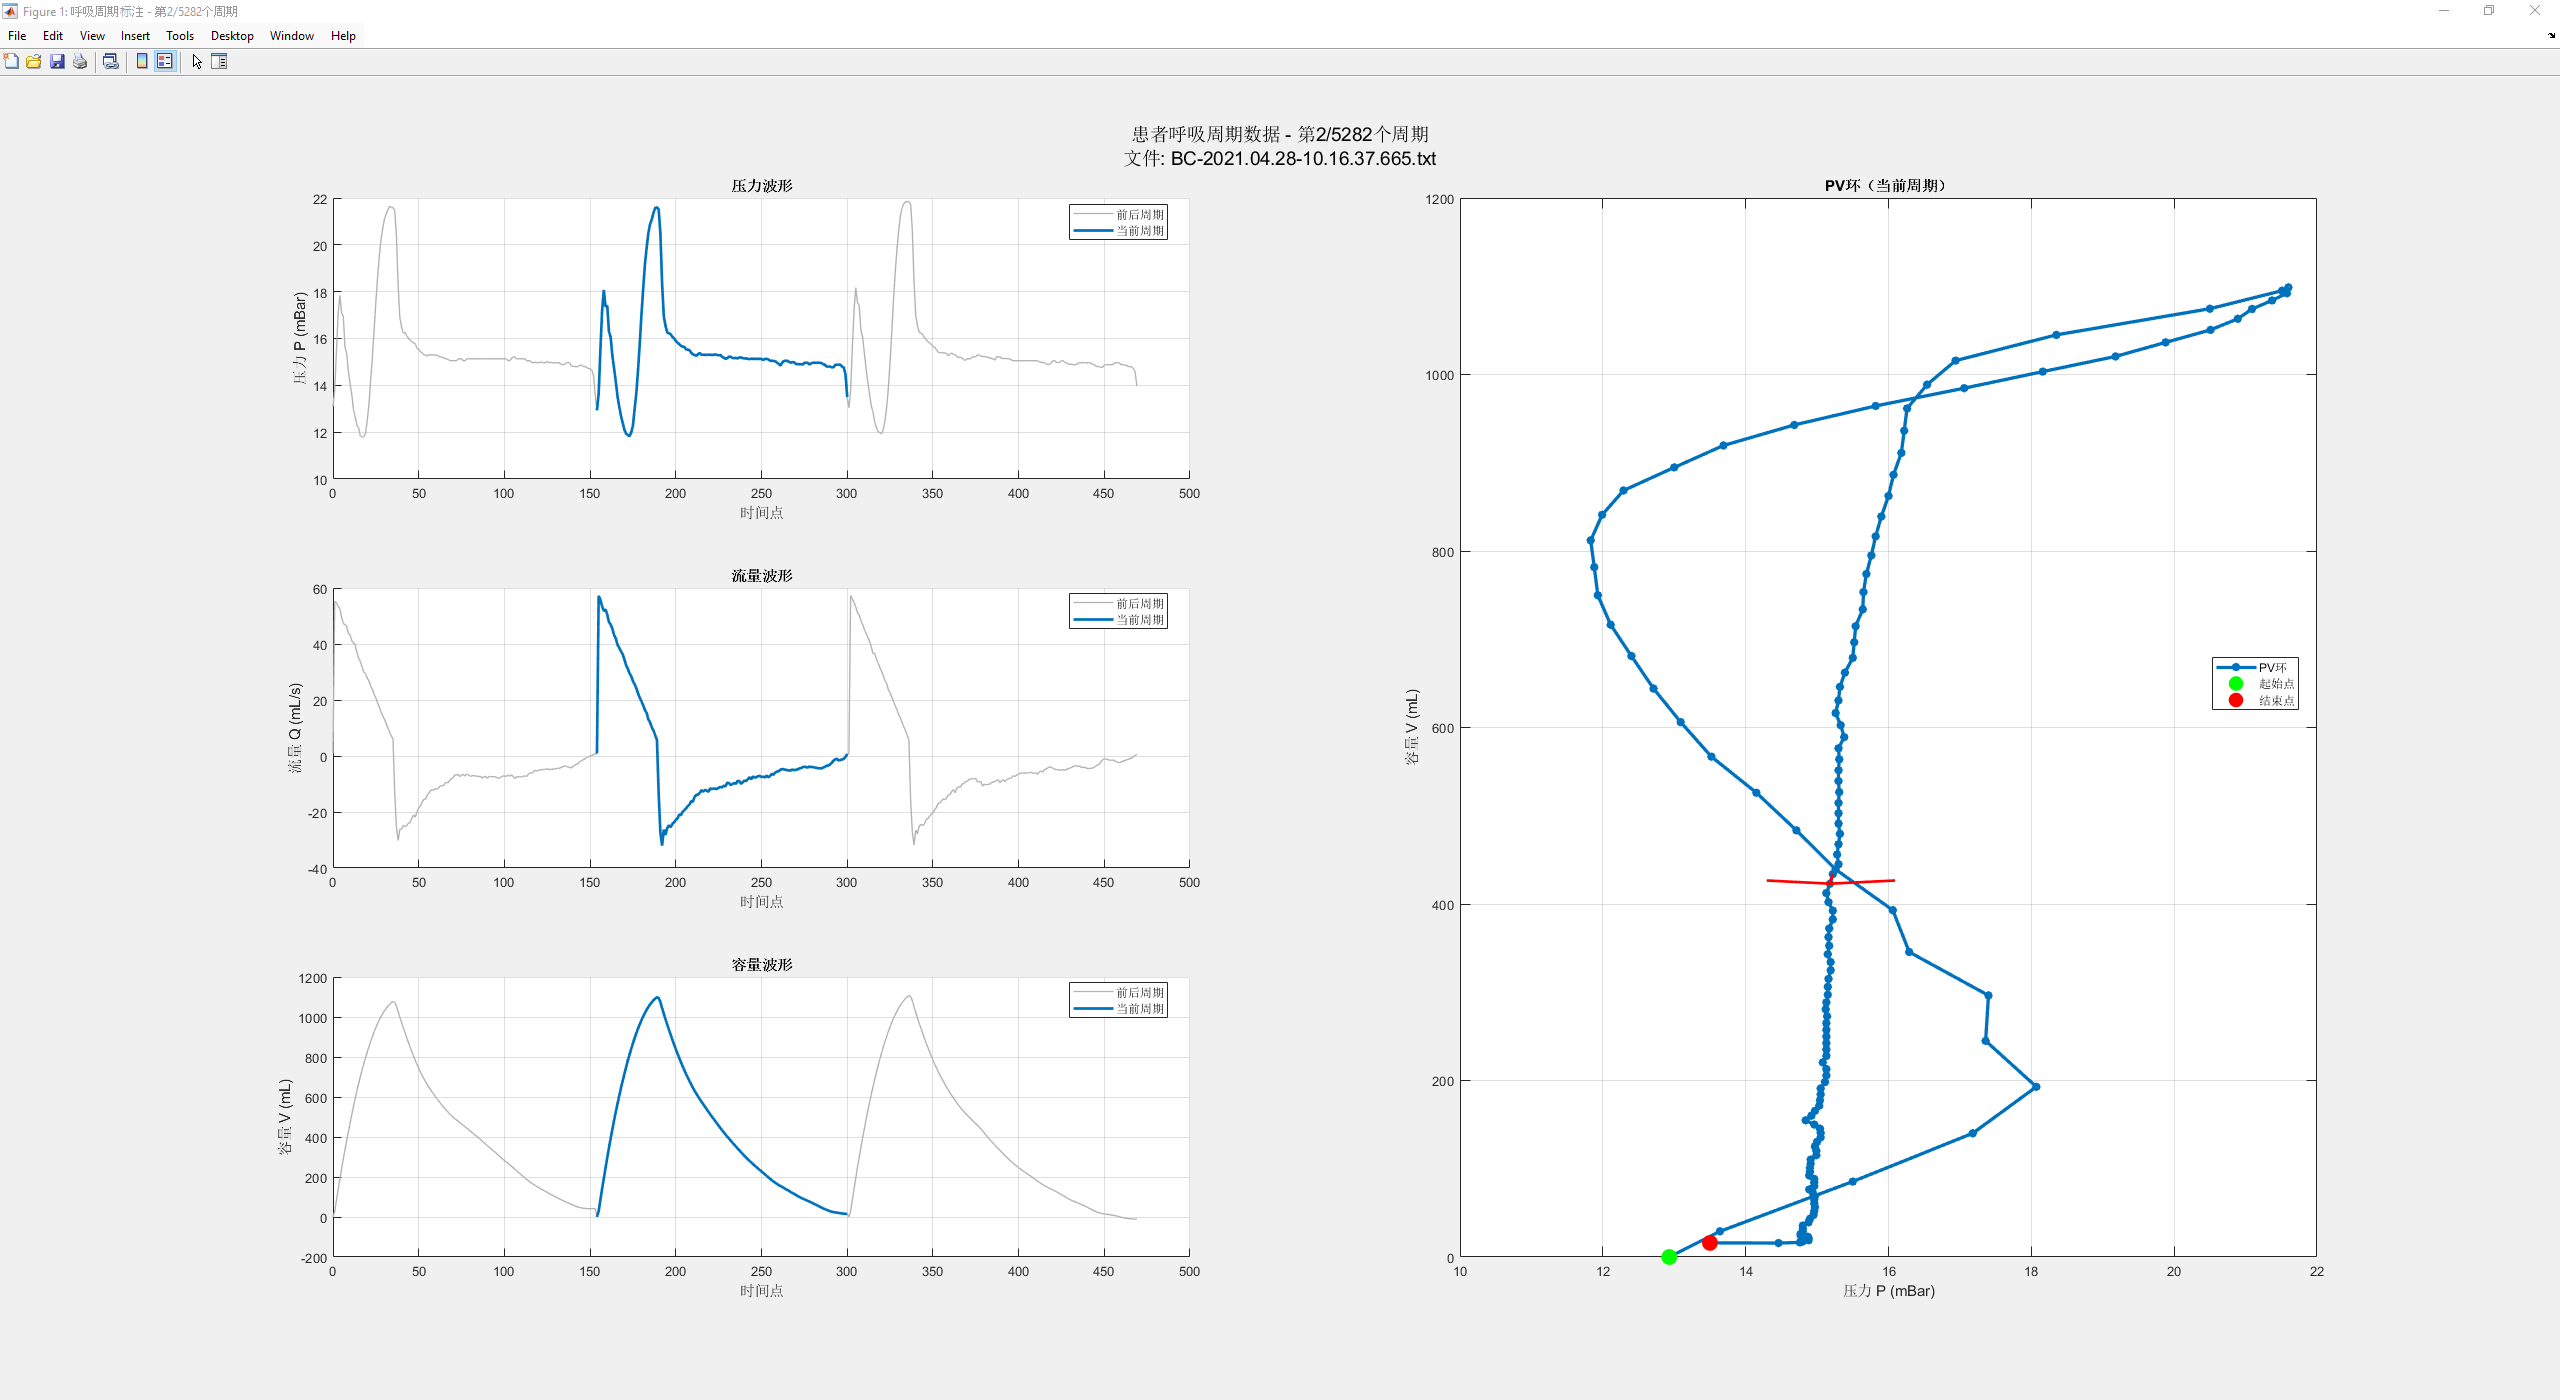 Figure 1: 呼吸周期标注 - 第2/5282个周期
File Edit View Insert Tools Desktop Window Help
患者呼吸周期数据 - 第2/5282个周期
文件: BC-2021.04.28-10.16.37.665.txt
压力波形
22
20
18
16
14
12
10
压力 P (mBar)
前后周期
当前周期
0 50 100 150 200 250 300 350 400 450 500
时间点
流量波形
60
40
20
0
-20
-40
流量 Q (mL/s)
前后周期
当前周期
0 50 100 150 200 250 300 350 400 450 500
时间点
容量波形
1200
1000
800
600
400
200
0
-200
容量 V (mL)
前后周期
当前周期
0 50 100 150 200 250 300 350 400 450 500
时间点
PV环（当前周期）
1200
1000
800
600
400
200
0
容量 V (mL)
PV环
起始点
结束点
10 12 14 16 18 20 22
压力 P (mBar)